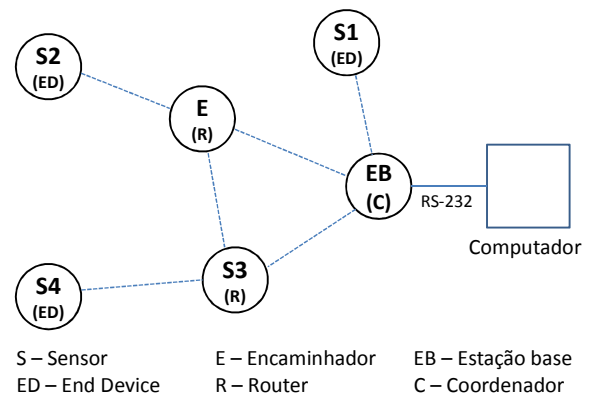 S1
(ED)
S2
(ED)
E
(R)
EB
(C)
RS-232
Computador
S3
(R)
S4
(ED)
S – Sensor
E – Encaminhador
EB – Estação base
ED – End Device
R – Router
C – Coordenador